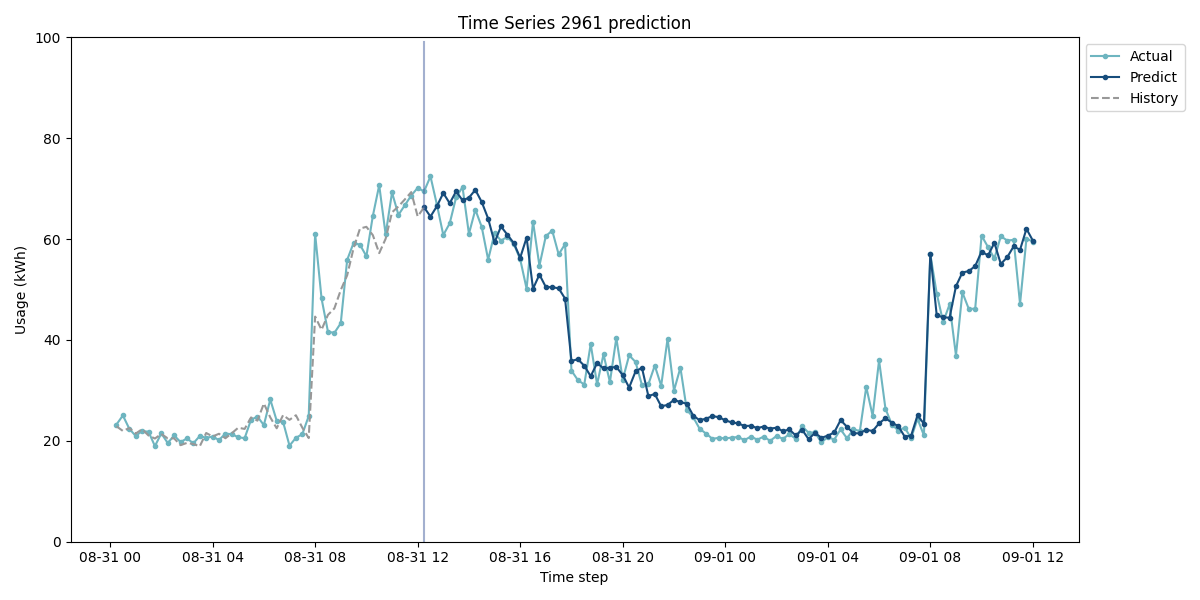 Time Series 2961 prediction
100
80
60
40
20
0
Usage (kWh)
08-31 00
08-31 04
08-31 08
08-31 12
08-31 16
08-31 20
09-01 00
09-01 04
09-01 08
09-01 12
Time step
Actual
Predict
History